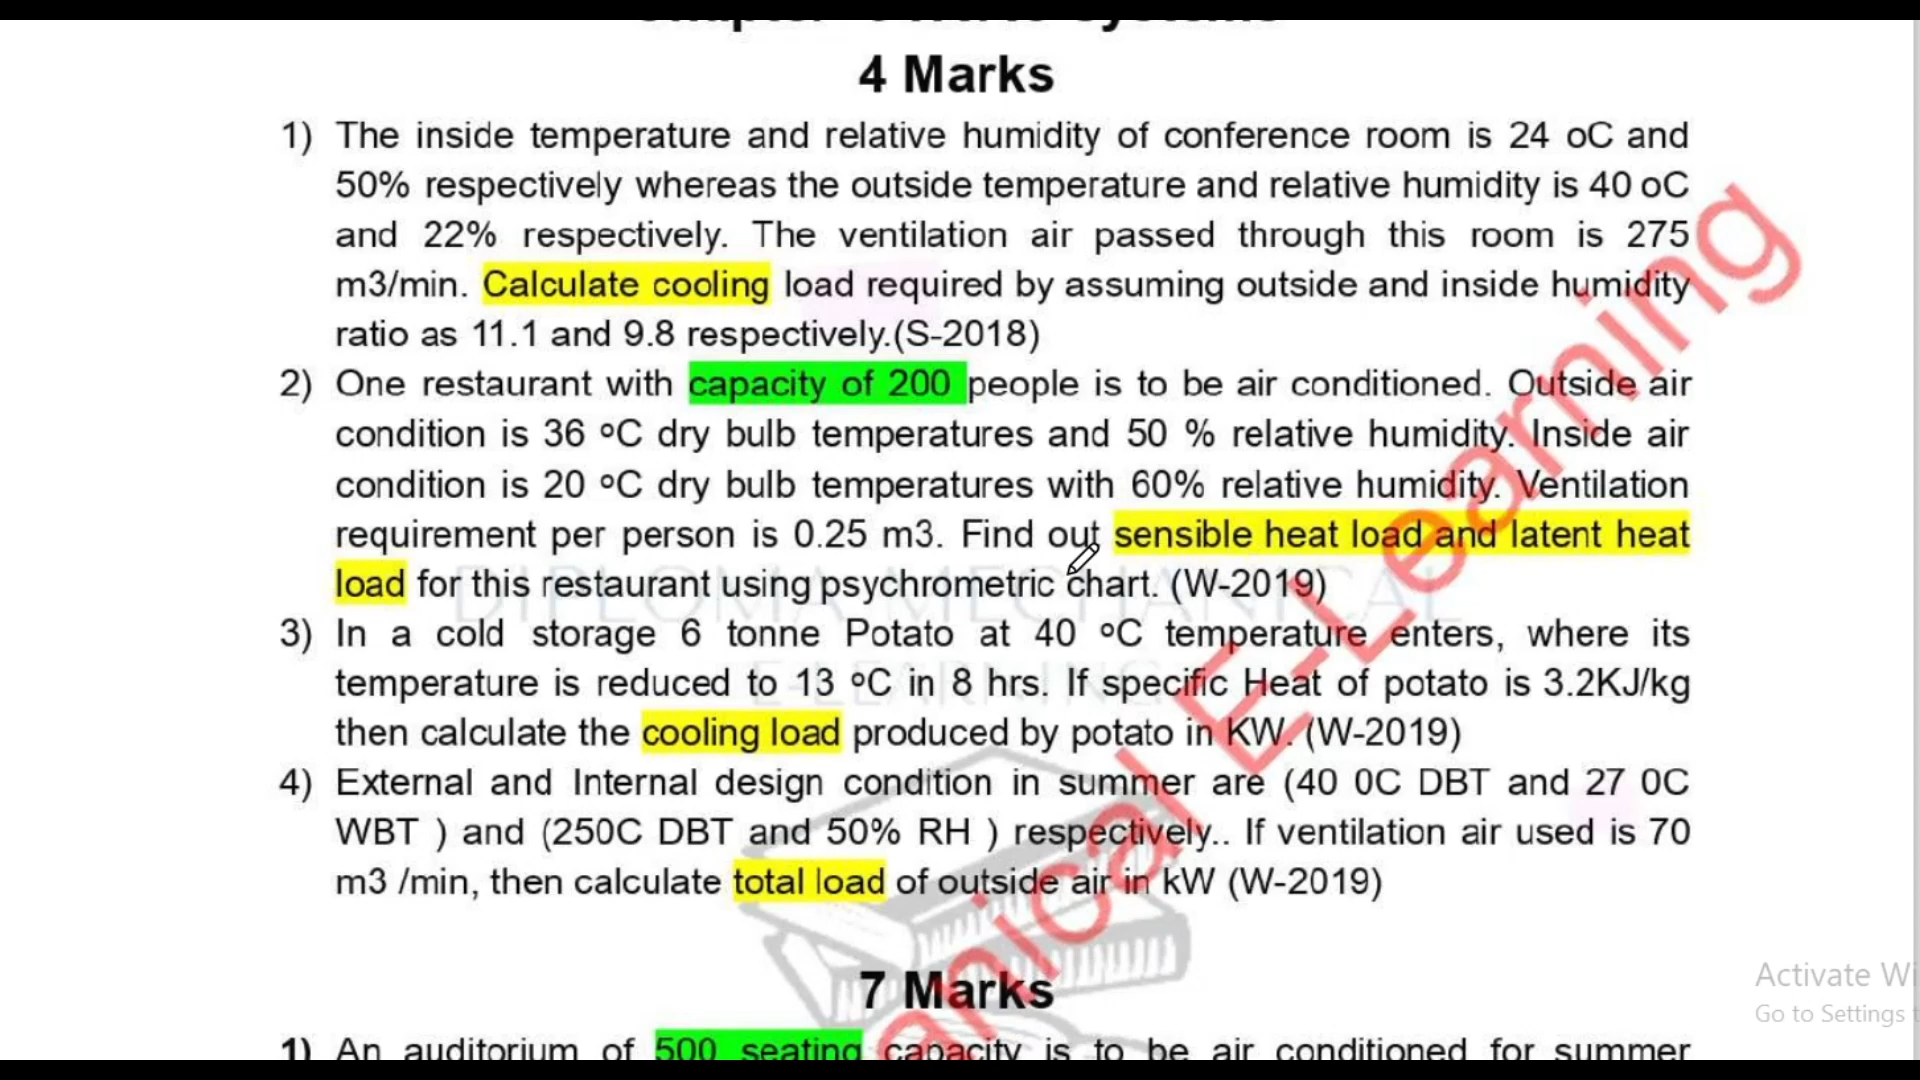 4 Marks
1) The inside temperature and relative humidity of conference room is 24 oC and
50% respectively whereas the outside temperature and relative humidity is 40 oC
and 22% respectively. The ventilation air passed through this room is 275
m3/min. Calculate cooling load required by assuming outside and inside humidity
ratio as 11.1 and 9.8 respectively.(S-2018)
2) One restaurant with capacity of 200 people is to be air conditioned. Outside air
condition is 36 ºC dry bulb temperatures and 50 % relative humidity. Inside air
condition is 20 ºC dry bulb temperatures with 60% relative humidity. Ventilation
requirement per person is 0.25 m3. Find out sensible heat load and latent heat
load for this restaurant using psychrometric chart. (W-2019)
3) In a cold storage 6 tonne Potato at 40 ºC temperature enters, where its
temperature is reduced to 13 ºC in 8 hrs. If specific Heat of potato is 3.2KJ/kg
then calculate the cooling load produced by potato in KW. (W-2019)
4) External and Internal design condition in summer are (40 0C DBT and 27 0C
WBT ) and (250C DBT and 50% RH ) respectively.. If ventilation air used is 70
m3 /min, then calculate total load of outside air in kW (W-2019)
7 Marks
1) An auditorium of 500 seating capacity is to be air conditioned for summer
DIPLOMA MECHANICAL
E-LEARNING
anical E-Learning
Activate Wi
Go to Settings t